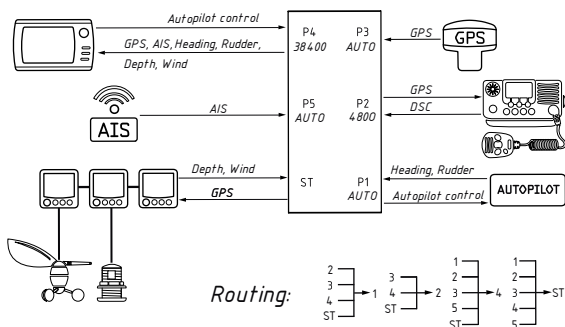 Autopilot control
GPS, AIS, Heading, Rudder,
Depth, Wind
P4
38400
P3
AUTO
GPS
GPS
AIS
AIS
P5
AUTO
P2
4800
GPS
DSC
Depth, Wind
GPS
ST
P1
AUTO
Heading, Rudder
Autopilot control
AUTOPILOT
Routing:
2
3
4
ST
1
3
4
ST
2
1
2
3
5
ST
4
1
2
3
4
5
ST